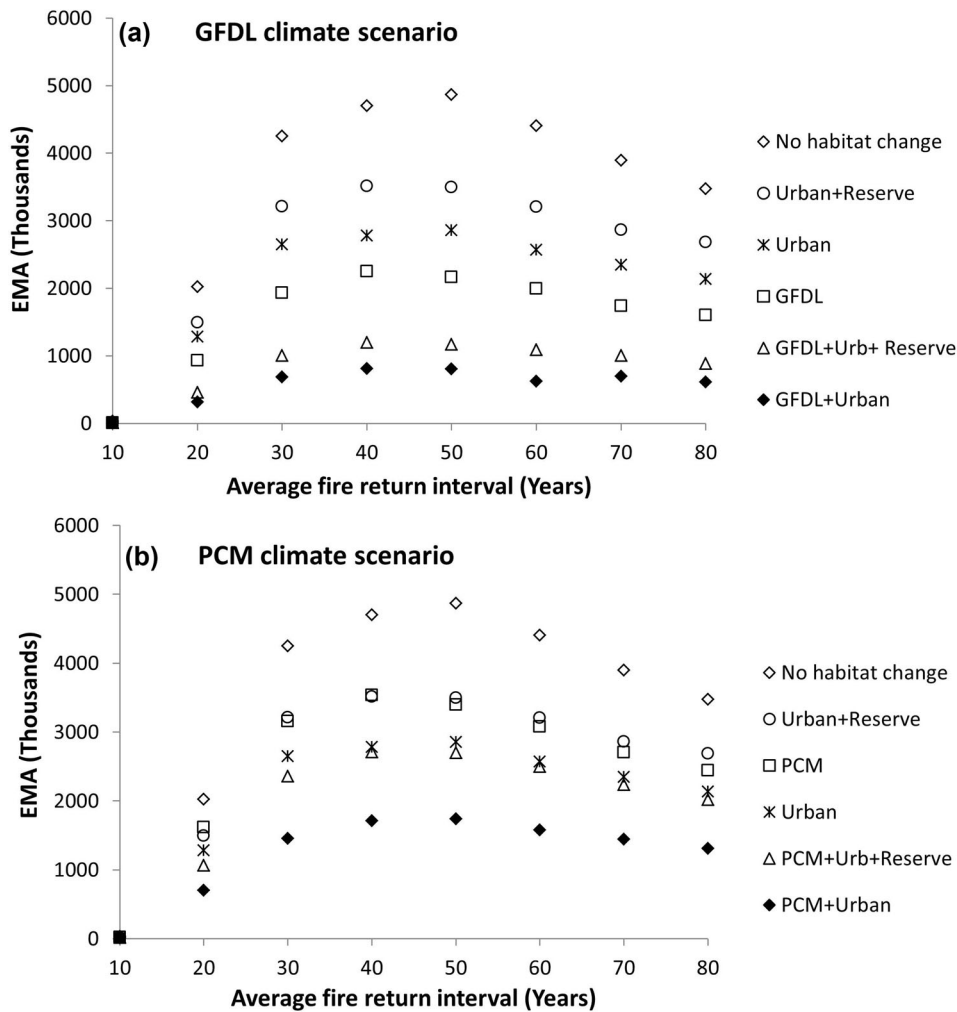 (a) GFDL climate scenario
EMA (Thousands)
6000
5000
4000
3000
2000
1000
0
10 20 30 40 50 60 70 80
Average fire return interval (Years)
No habitat change
Urban+Reserve
Urban
GFDL
GFDL+Urb+ Reserve
GFDL+Urban
(b) PCM climate scenario
EMA (Thousands)
6000
5000
4000
3000
2000
1000
0
10 20 30 40 50 60 70 80
Average fire return interval (Years)
No habitat change
Urban+Reserve
PCM
Urban
PCM+Urb+Reserve
PCM+Urban